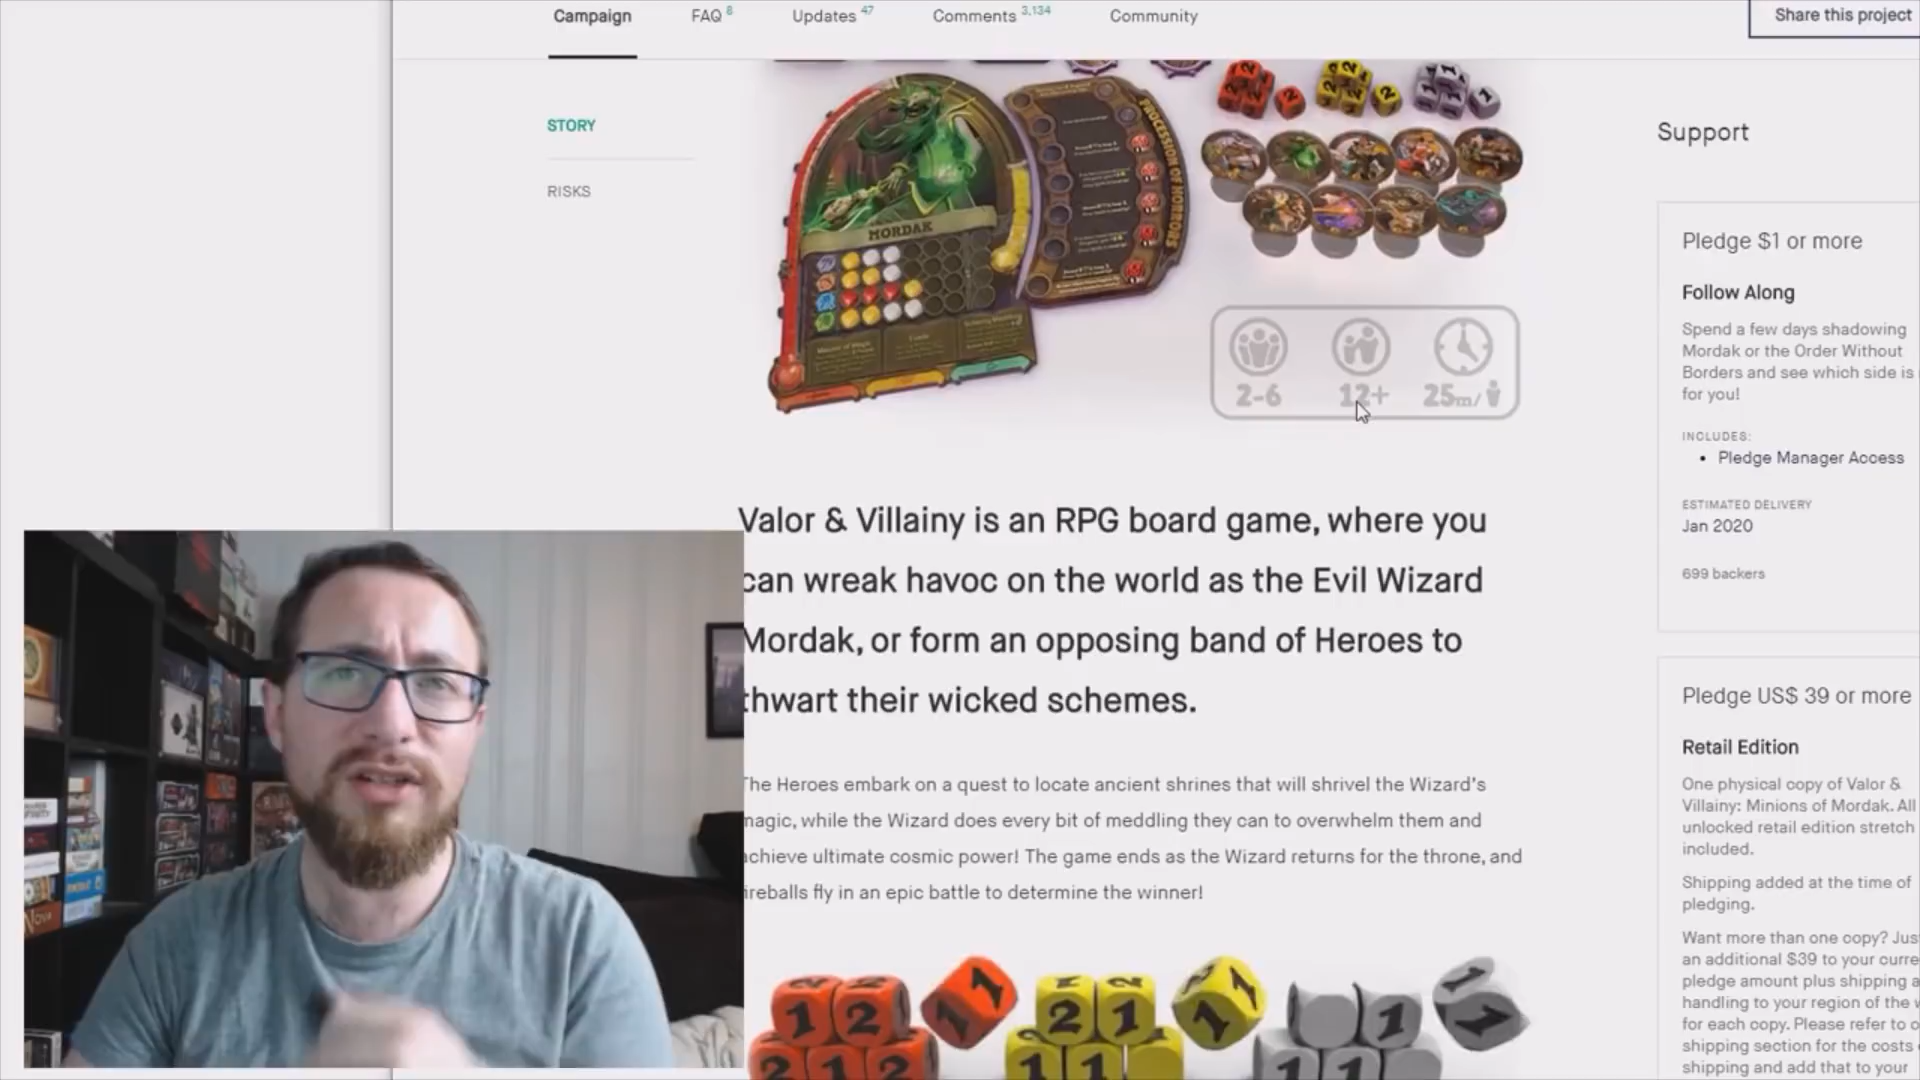 Campaign
FAQ 8
Updates 47
Comments 3,134
Community
Share this project
STORY
RISKS
MORDAK
PROCESSION OF HORRORS
2-6
12+
25m/
Support
Pledge $1 or more
Follow Along
Spend a few days shadowing
Mordak or the Order Without
Borders and see which side is
for you!
INCLUDES:
• Pledge Manager Access
ESTIMATED DELIVERY
Jan 2020
699 backers
Valor & Villainy is an RPG board game, where you
can wreak havoc on the world as the Evil Wizard
Mordak, or form an opposing band of Heroes to
thwart their wicked schemes.
The Heroes embark on a quest to locate ancient shrines that will shrivel the Wizard's
magic, while the Wizard does every bit of meddling they can to overwhelm them and
achieve ultimate cosmic power! The game ends as the Wizard returns for the throne, and
fireballs fly in an epic battle to determine the winner!
Pledge US$ 39 or more
Retail Edition
One physical copy of Valor &
Villainy: Minions of Mordak. All
unlocked retail edition stretch
included.
Shipping added at the time of
pledging.
Want more than one copy? Jus
an additional $39 to your curre
pledge amount plus shipping a
handling to your region of the w
for each copy. Please refer to o
shipping section for the costs
shipping and add that to your